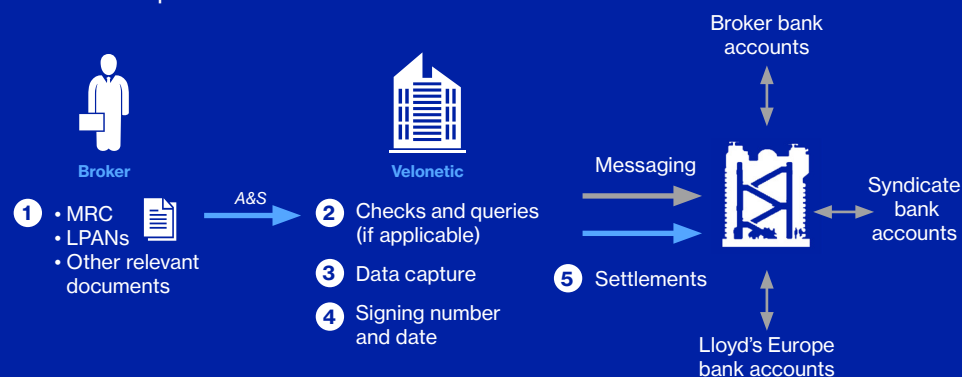 Broker bank
accounts
Broker
Velonetic
1
• MRC
• LPANs
• Other relevant
documents
A&S
2 Checks and queries
(if applicable)
3 Data capture
4 Signing number
and date
Messaging
5 Settlements
Syndicate
bank
accounts
Lloyd's Europe
bank accounts